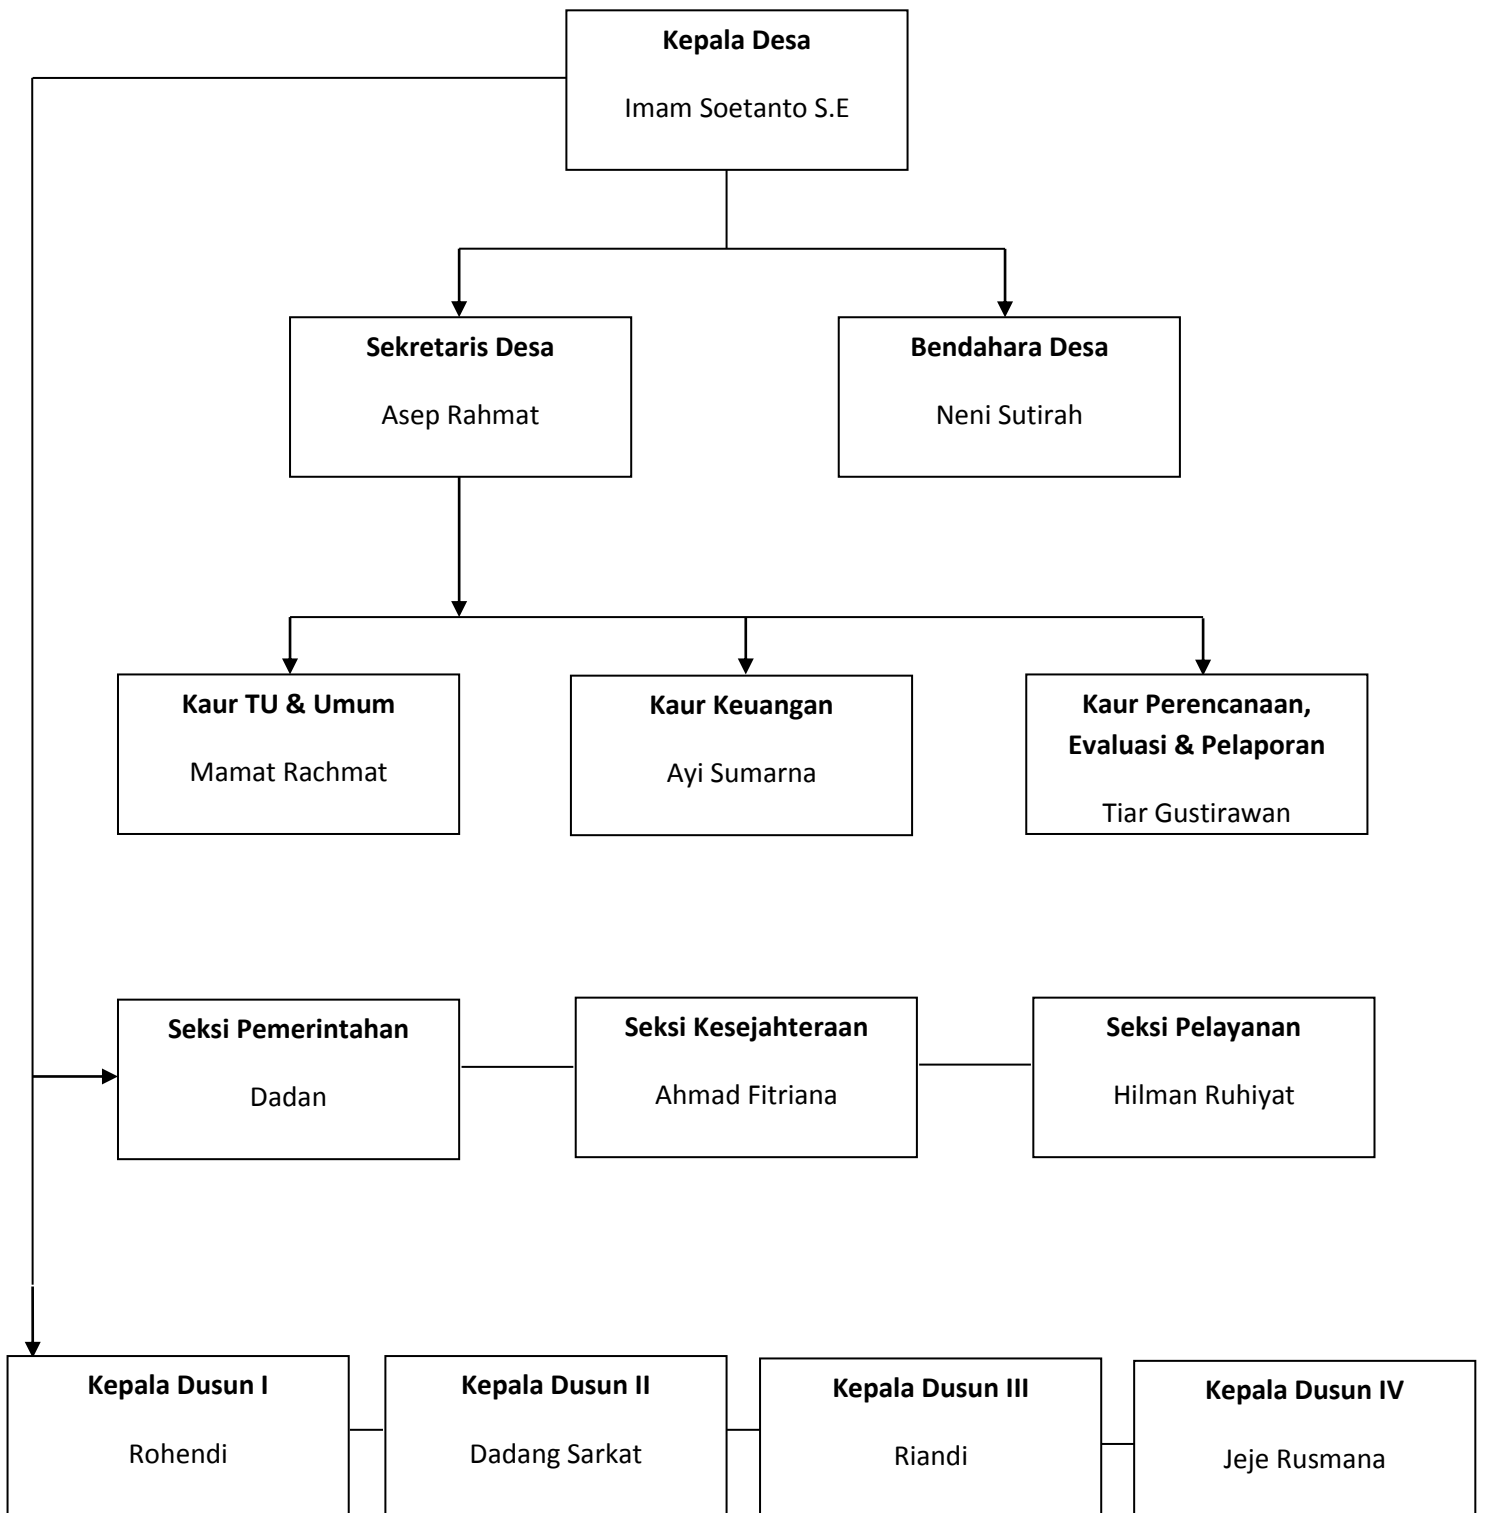 Kepala Desa
Imam Soetanto S.E
Sekretaris Desa
Asep Rahmat
Bendahara Desa
Neni Sutirah
Kaur TU & Umum
Mamat Rachmat
Kaur Keuangan
Ayi Sumarna
Kaur Perencanaan,
Evaluasi & Pelaporan
Tiar Gustirawan
Seksi Pemerintahan
Dadan
Seksi Kesejahteraan
Ahmad Fitriana
Seksi Pelayanan
Hilman Ruhiyat
Kepala Dusun I
Rohendi
Kepala Dusun II
Dadang Sarkat
Kepala Dusun III
Riandi
Kepala Dusun IV
Jeje Rusmana